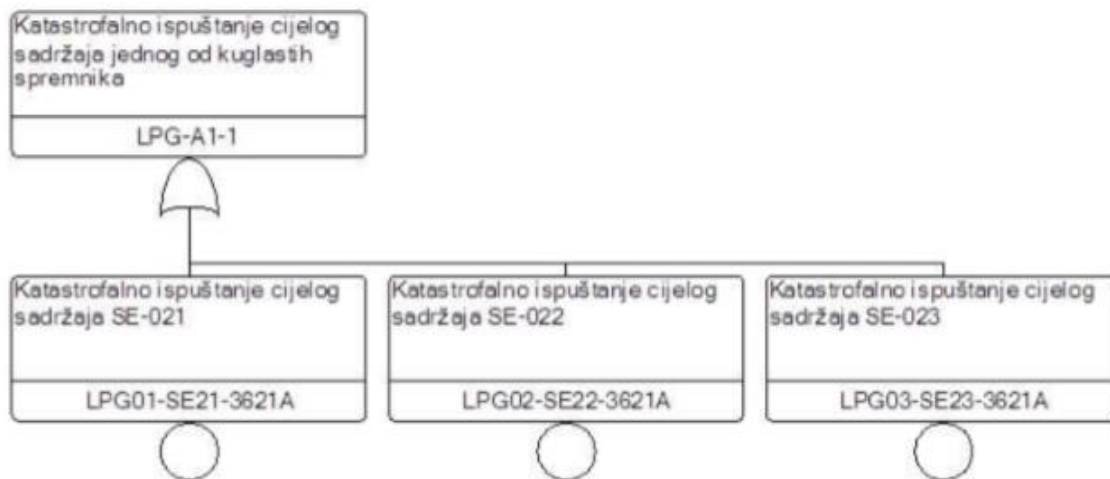 Katastrofalno ispuštanje cijelog
sadržaja jednog od kuglastih
spremnika
LPG-A1-1
Katastrofalno ispuštanje cijelog
sadržaja SE-021
LPG01-SE21-3621A
Katastrofalno ispuštanje cijelog
sadržaja SE-022
LPG02-SE22-3621A
Katastrofalno ispuštanje cijelog
sadržaja SE-023
LPG03-SE23-3621A